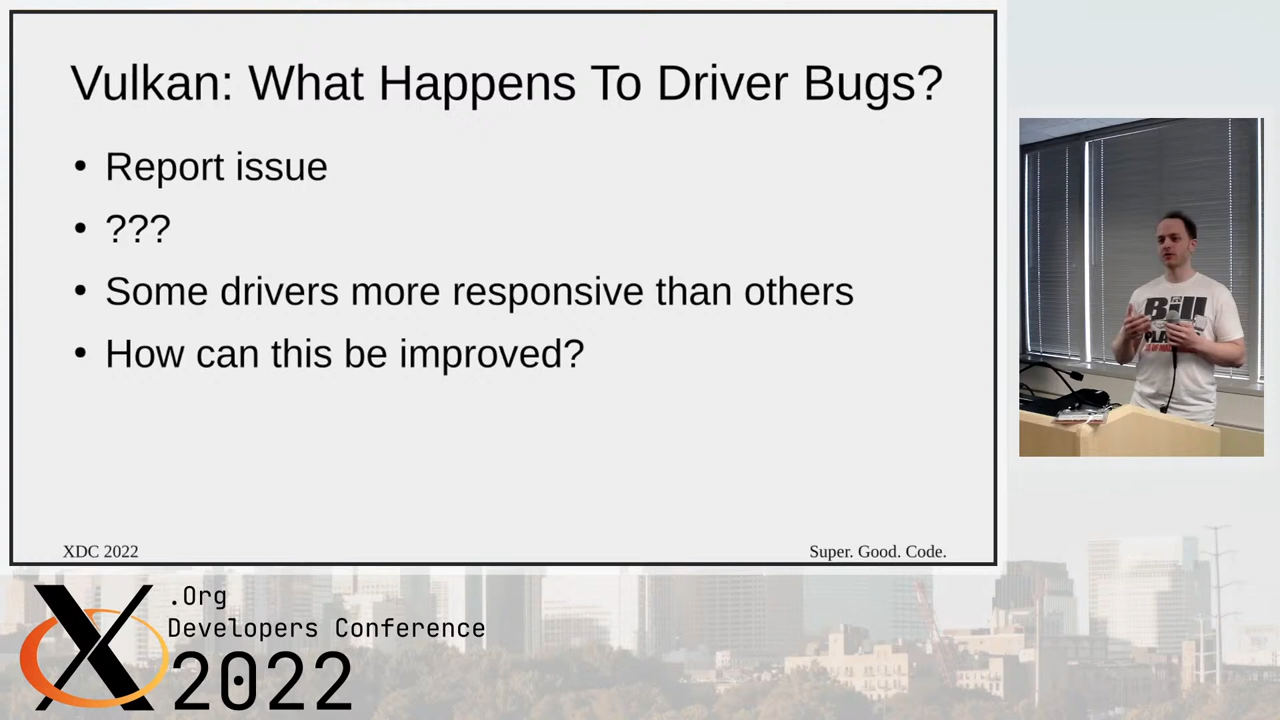 Vulkan: What Happens To Driver Bugs?
• Report issue
• ???
• Some drivers more responsive than others
• How can this be improved?
XDC 2022
Super. Good. Code.
Bill
X.Org
Developers Conference
2022